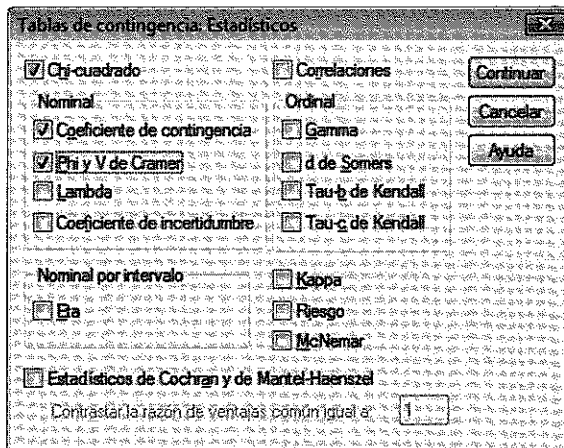 Tablas de contingencia: Estadísticos
Chi-cuadrado
Correlaciones
Continuar
Nominal
Coeficiente de contingencia
Phi y V de Cramer
Lambda
Coeficiente de incertidumbre
Ordinal
Gamma
d de Somers
Tau-b de Kendall
Tau-c de Kendall
Cancelar
Ayuda
Nominal por intervalo
Eta
Kappa
Riesgo
McNemar
Estadísticos de Cochran y de Mantel-Haenszel
Contrastar la razón de ventajas común igual a:
1